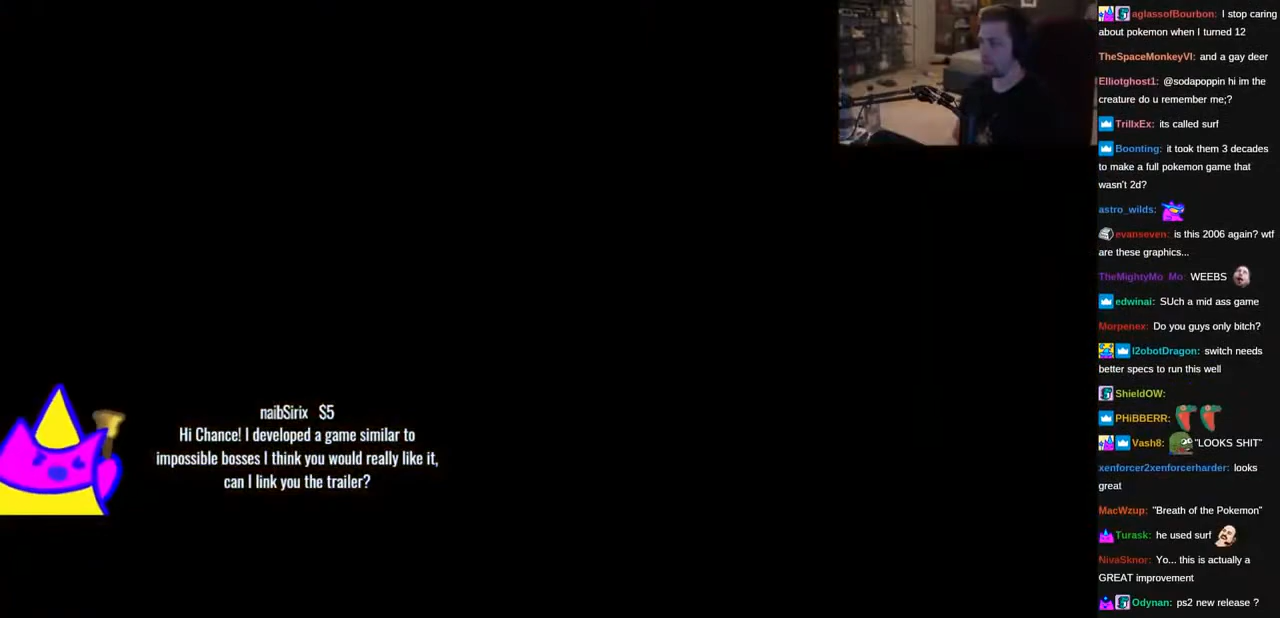 naibSirix $5
Hi Chance! I developed a game similar to
impossible bosses I think you would really like it,
can I link you the trailer?
aglassofBourbon: I stop caring
about pokemon when I turned 12
TheSpaceMonkeyVI: and a gay deer
Elliotghost1: @sodapoppin hi im the
creature do u remember me;?
TrillxEx: its called surf
Boonting: it took them 3 decades
to make a full pokemon game that
wasn't 2d?
astro_wilds:
evanseven: is this 2006 again? wtf
are these graphics...
TheMightyMo_Mo: WEEBS
edwinai: SUch a mid ass game
Morpenex: Do you guys only bitch?
I2obotDragon: switch needs
better specs to run this well
ShieldOW:
PHiBBERR:
Vash8: "LOOKS SHIT"
xenforcer2xenforcerharder: looks
great
MacWzup: "Breath of the Pokemon"
Turask: he used surf
NivaSknor: Yo... this is actually a
GREAT improvement
Odynan: ps2 new release ?